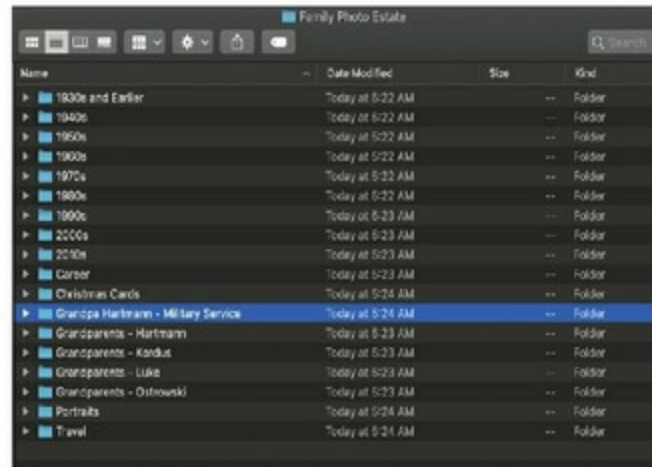 Family Photo Estate
Search
Name Date Modified Size Kind
1930s and Earlier Today at 5:22 AM -- Folder
1940s Today at 5:22 AM -- Folder
1950s Today at 5:22 AM -- Folder
1960s Today at 5:22 AM -- Folder
1970s Today at 5:22 AM -- Folder
1980s Today at 5:22 AM -- Folder
1990s Today at 5:23 AM -- Folder
2000s Today at 5:23 AM -- Folder
2010s Today at 5:23 AM -- Folder
Career Today at 5:23 AM -- Folder
Christmas Cards Today at 5:24 AM -- Folder
Grandpa Hartmann - Military Service Today at 5:24 AM -- Folder
Grandparents - Hartmann Today at 5:23 AM -- Folder
Grandparents - Kardus Today at 5:23 AM -- Folder
Grandparents - Luke Today at 5:23 AM -- Folder
Grandparents - Ostrowski Today at 5:23 AM -- Folder
Portraits Today at 5:24 AM -- Folder
Travel Today at 5:24 AM -- Folder